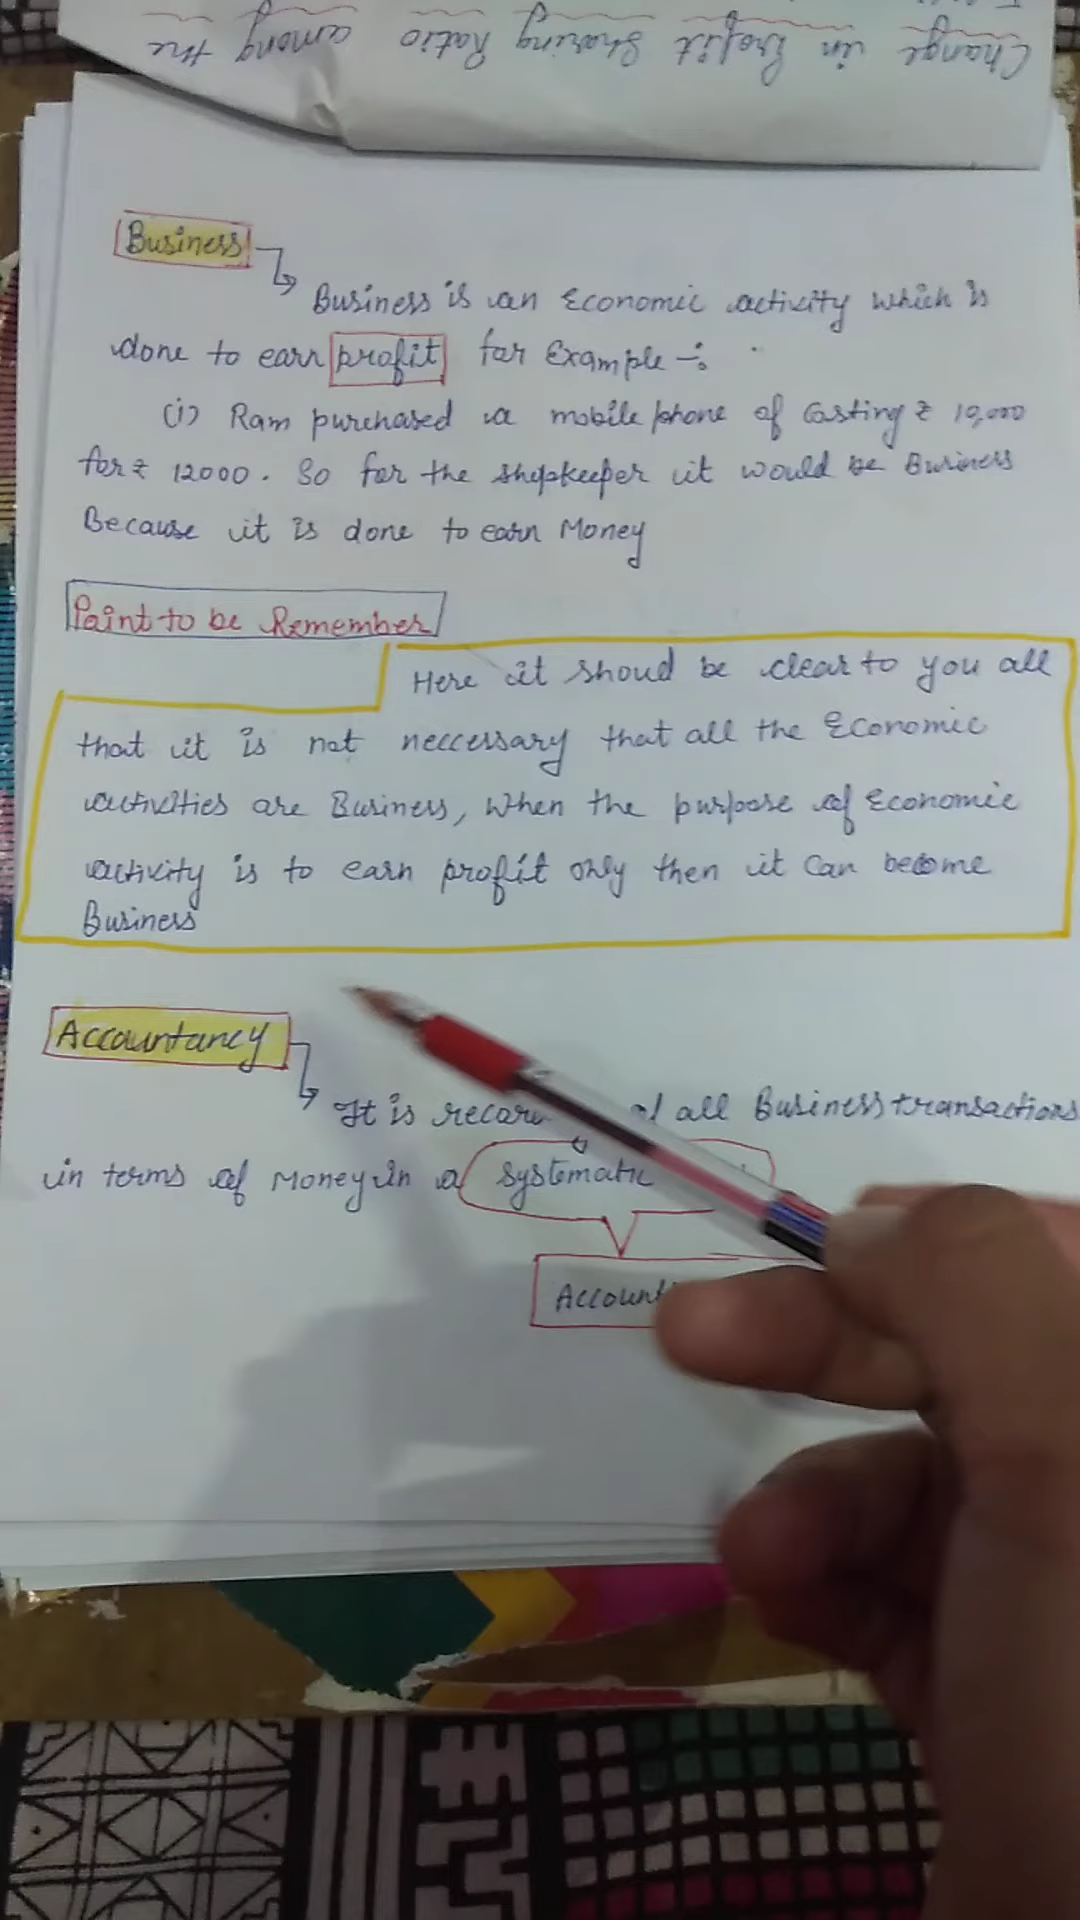 Change in Profit Sharing Ratio among the
Business
Business is an Economic activity which is
done to earn profit for Example -:
(i) Ram purchased a mobile phone of Costing ₹ 10,000
for ₹ 12000. So for the shopkeeper it would be Business
Because it is done to earn Money
Point to be Remember
Here it shoud be clear to you all
that it is not neccessary that all the Economic
activities are Business, When the purpose of Economic
activity is to earn profit only then it Can become
Business
Accountancy
It is all Business transactions
in terms of Money In a Systematic